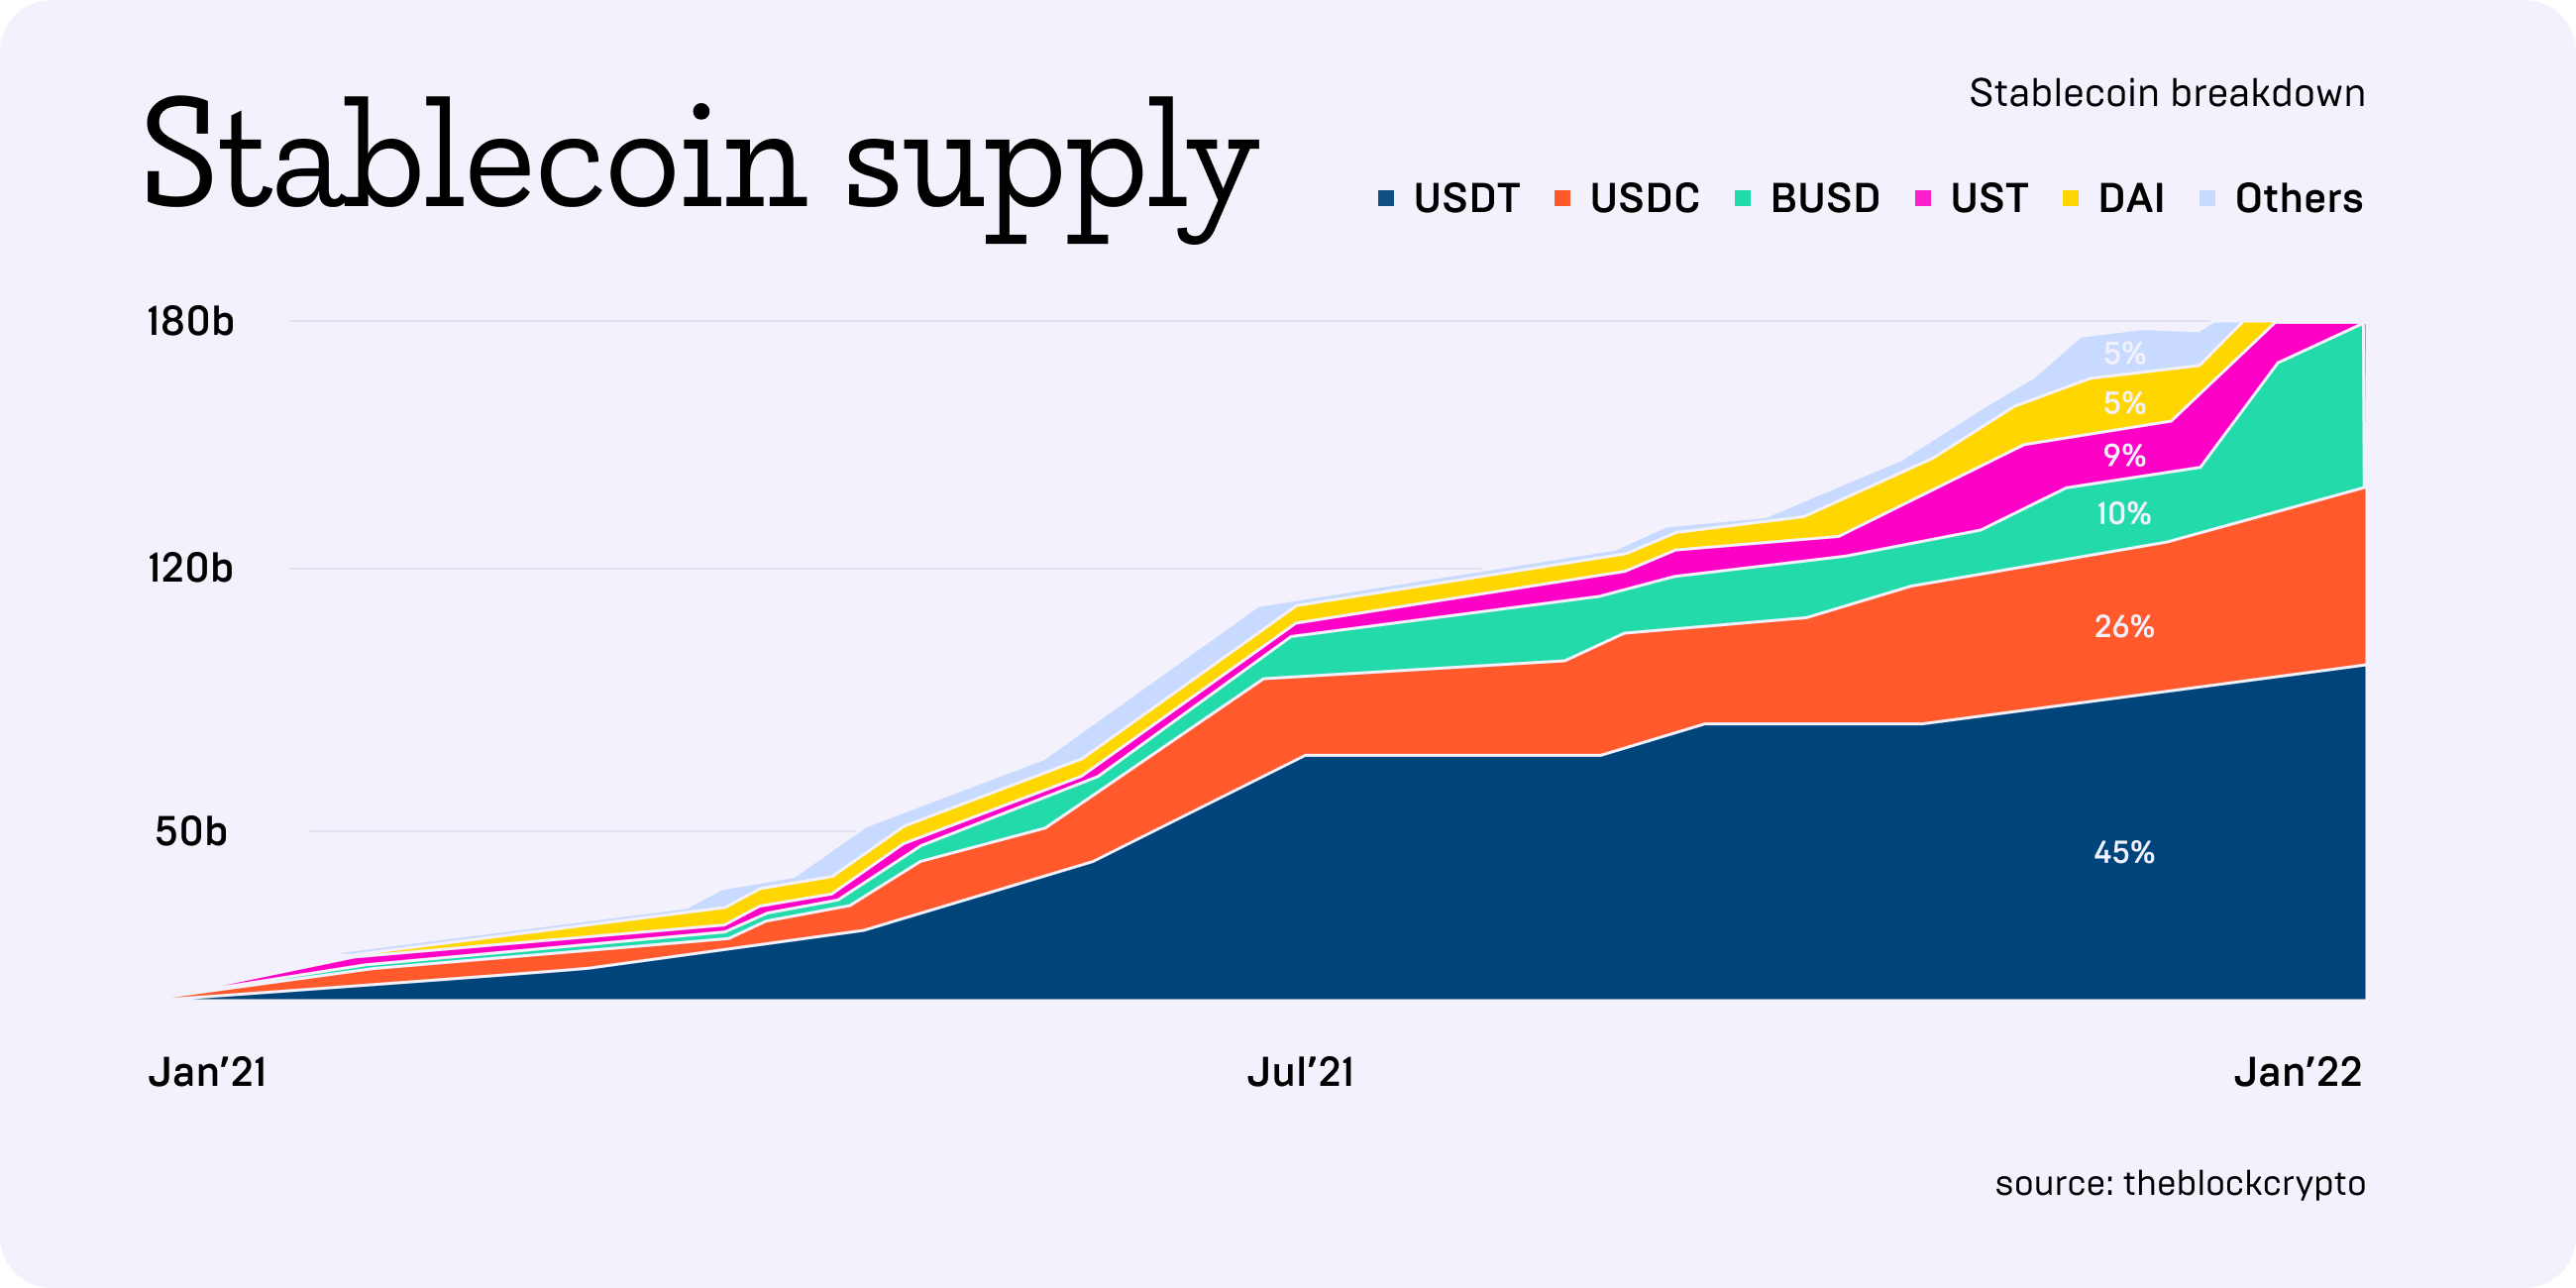 Stablecoin supply
Stablecoin breakdown
USDT USDC BUSD UST DAI Others
180b
120b
50b
5%
5%
9%
10%
26%
45%
Jan’21 Jul’21 Jan’22
source: theblockcrypto